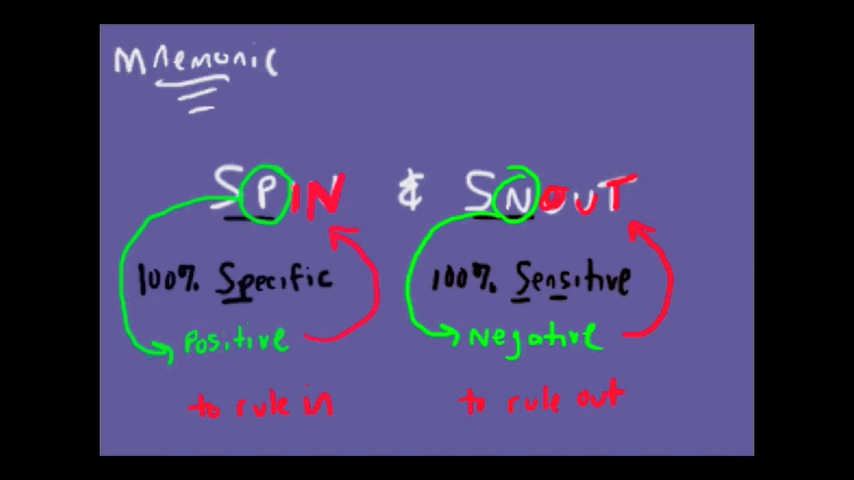 Mnemonic
SPIN & SNOUT
100% Specific 100% Sensitive
Positive Negative
to rule in to rule out